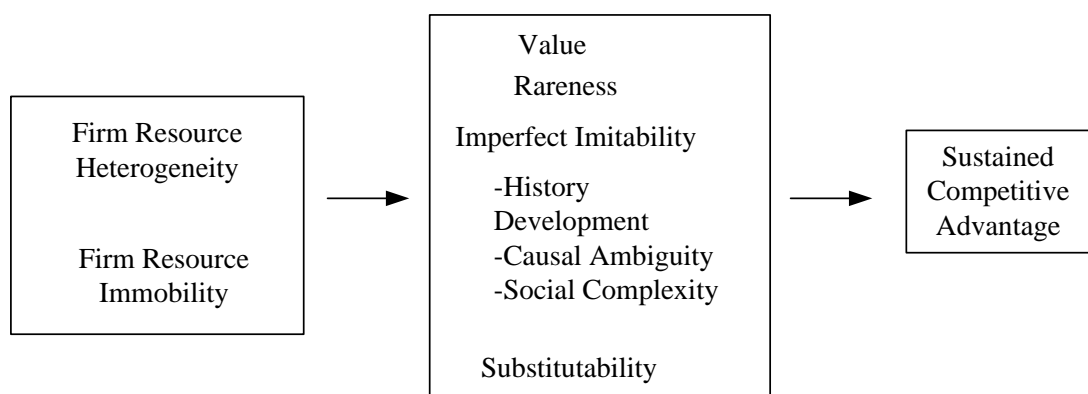 Firm Resource
Heterogeneity
Firm Resource
Immobility
Value
Rareness
Imperfect Imitability
-History
Development
-Causal Ambiguity
-Social Complexity
Substitutability
Sustained
Competitive
Advantage